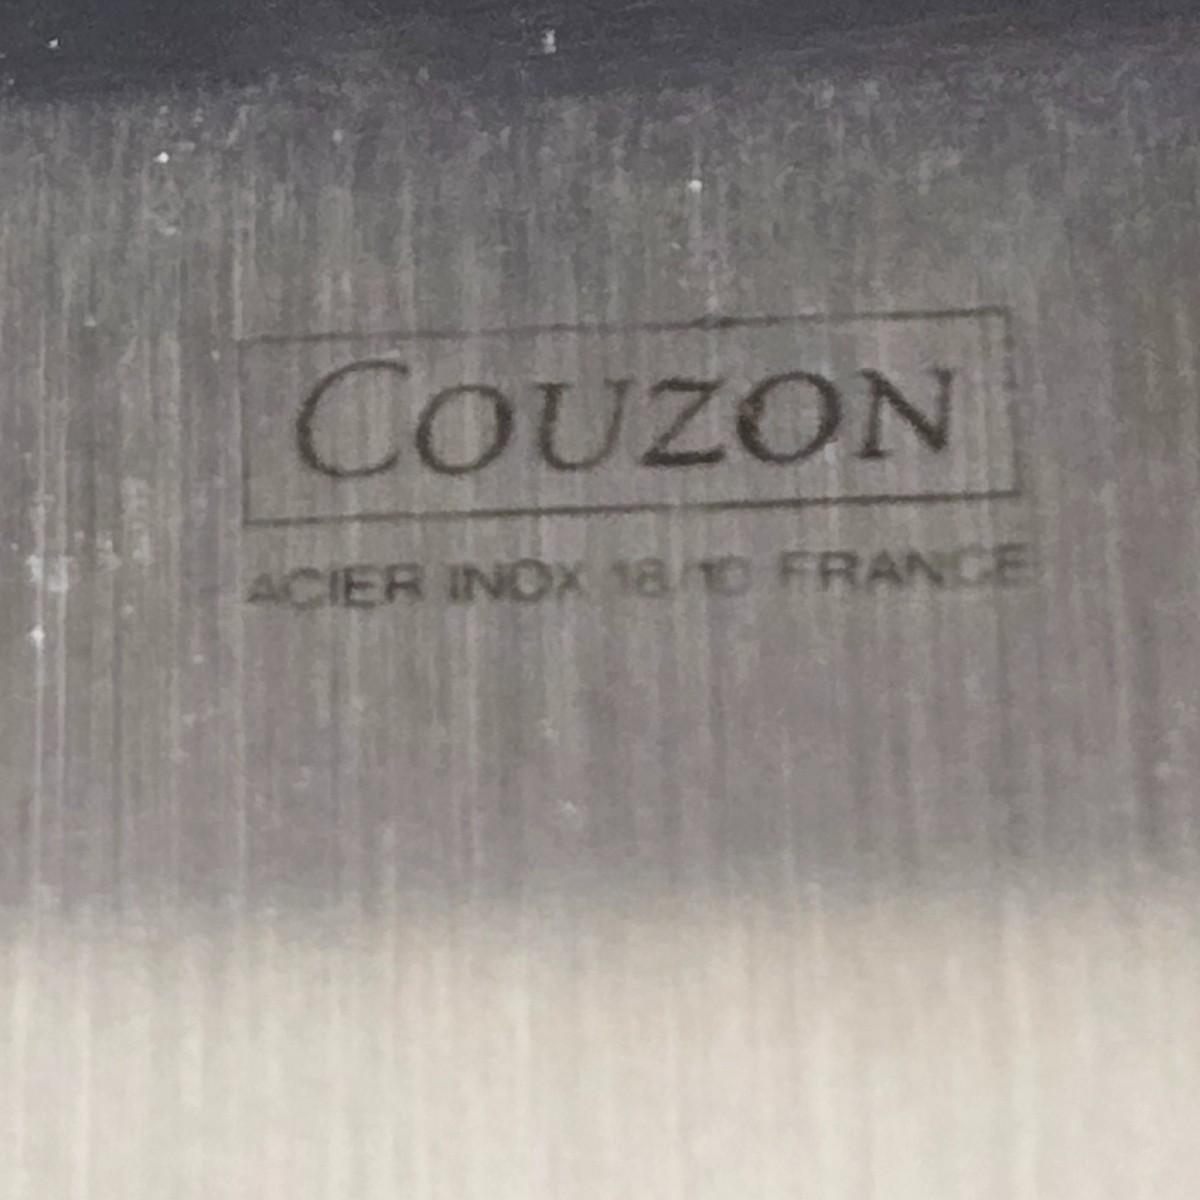 COUZON
ACIER INOX 18/10 FRANCE